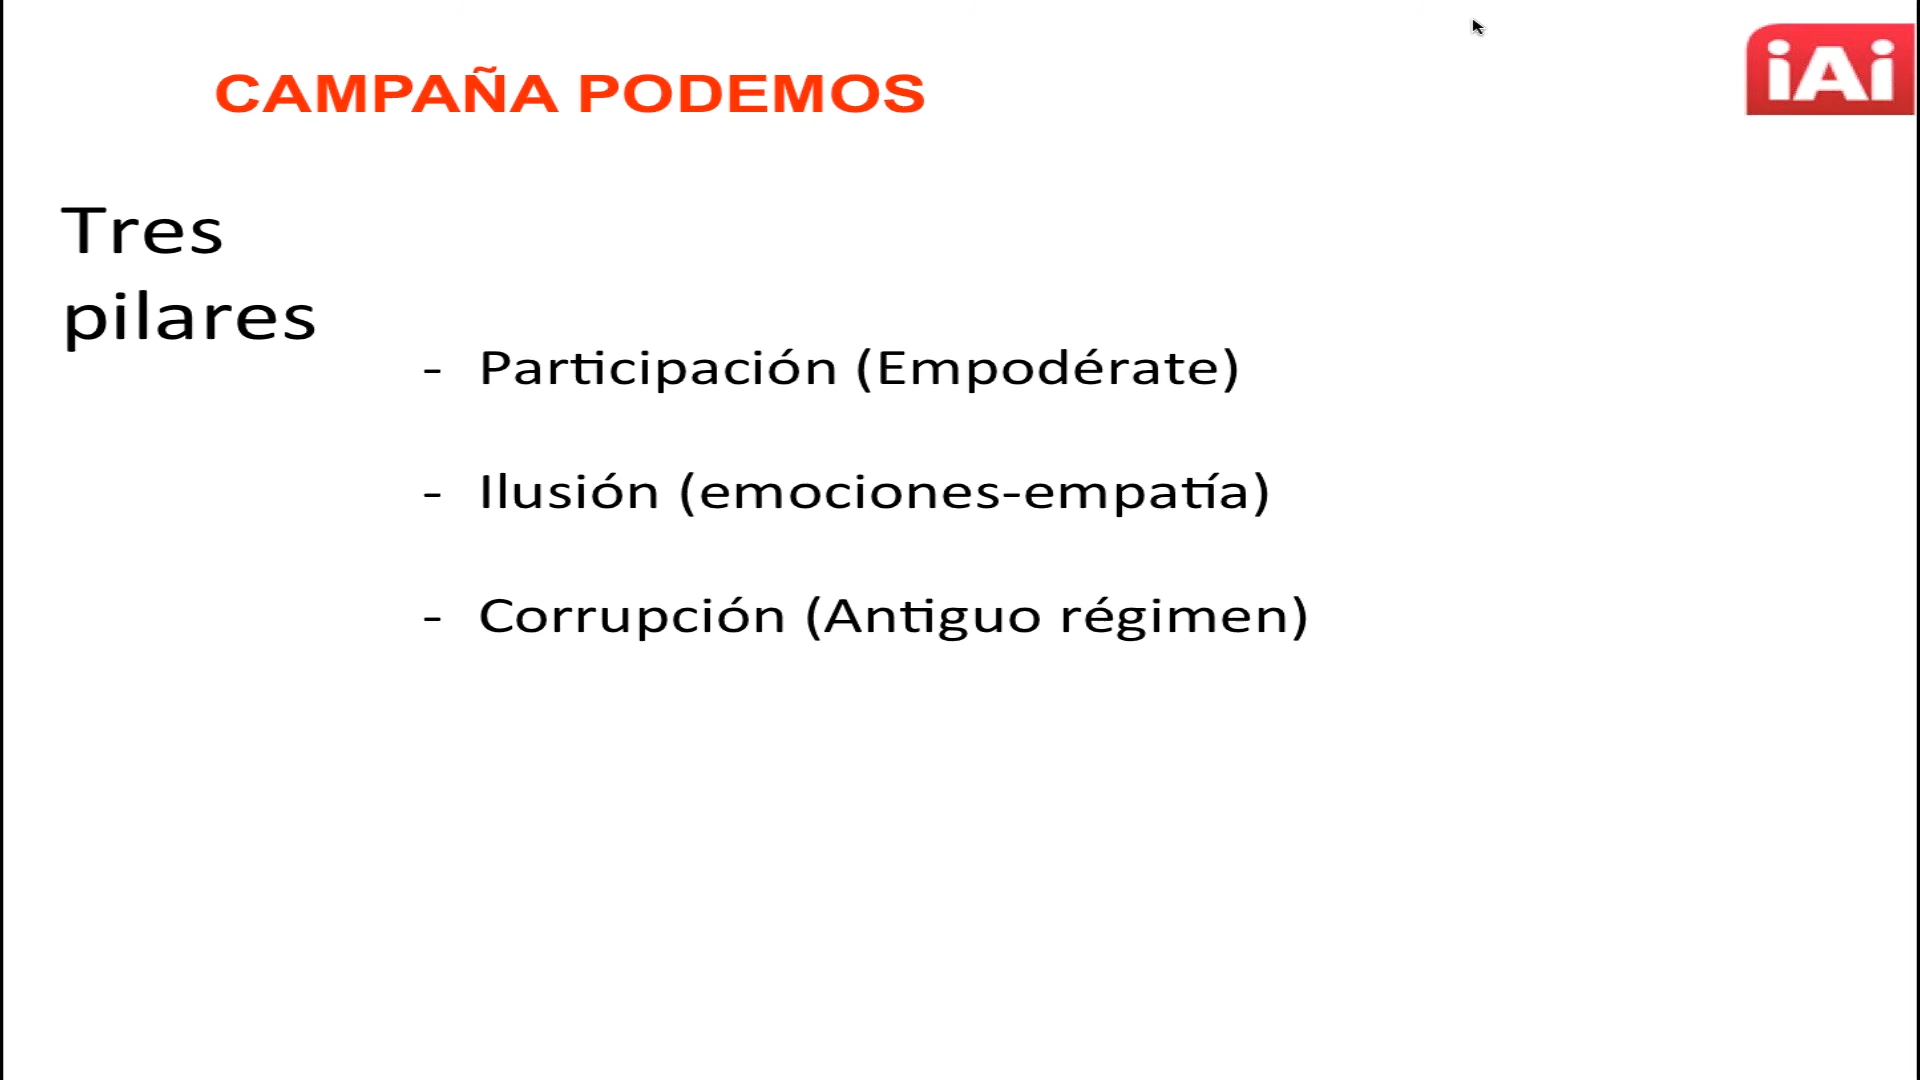 CAMPAÑA PODEMOS
iAi
Tres
pilares
- Participación (Empodérate)
- Ilusión (emociones-empatía)
- Corrupción (Antiguo régimen)